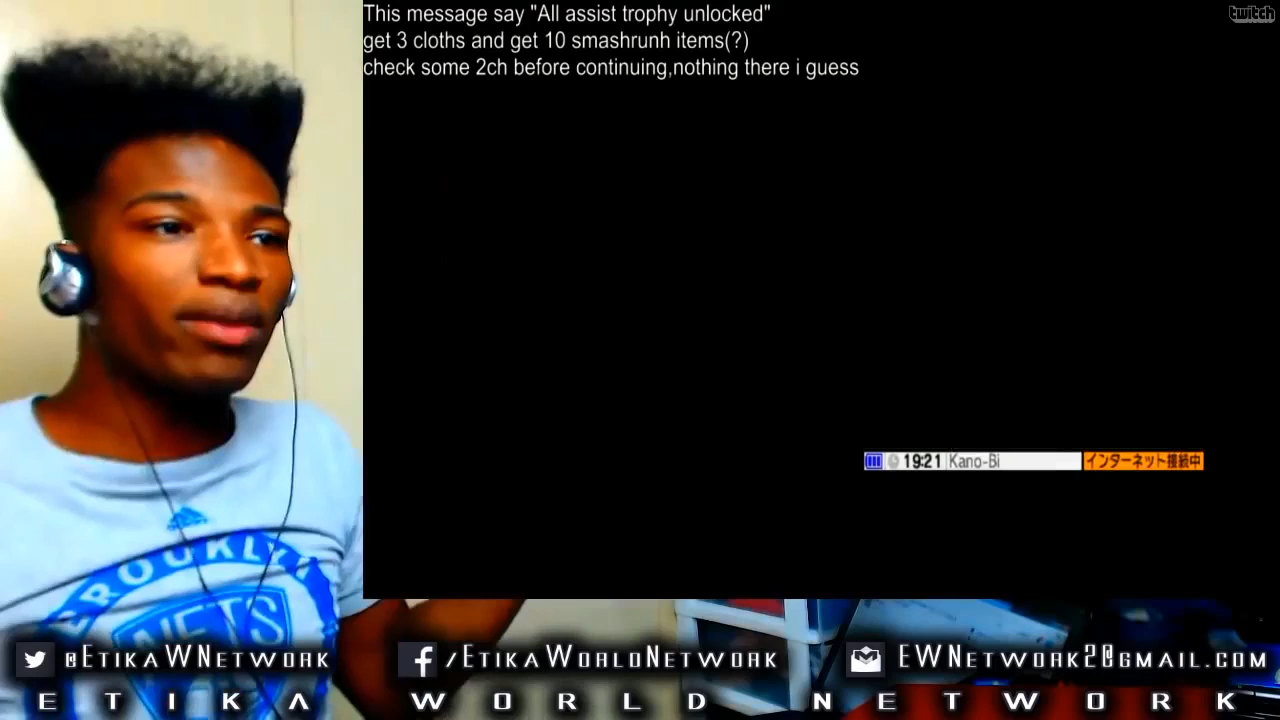 This message say "All assist trophy unlocked"
get 3 cloths and get 10 smashrunh items(?)
check some 2ch before continuing,nothing there i guess
twitch
19:21 Kano-Bi インターネット接続中
BROOKLYN
NETS
@EtikaWNetwork /EtikaWorldNetwork EWNetwork2@gmail.com
ETIKA WORLD NETWORK